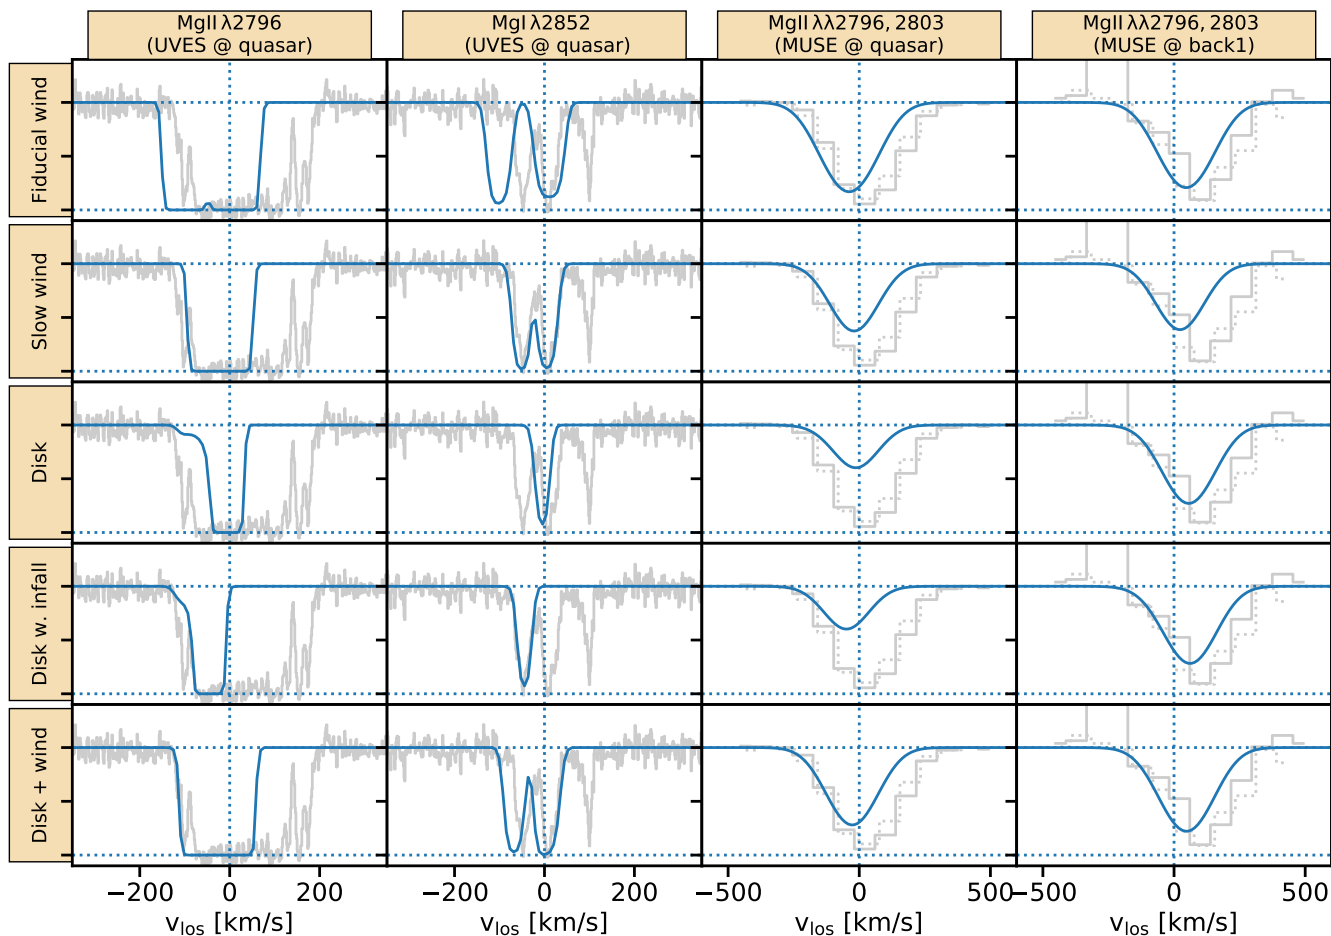 MgII λ2796
(UVES @ quasar)
MgI λ2852
(UVES @ quasar)
MgII λλ2796, 2803
(MUSE @ quasar)
MgII λλ2796, 2803
(MUSE @ back1)
Fiducial wind
Slow wind
Disk
Disk w. infall
Disk + wind
−200 0 200
−200 0 200
−500 0 500
−500 0 500
v_los [km/s]
v_los [km/s]
v_los [km/s]
v_los [km/s]